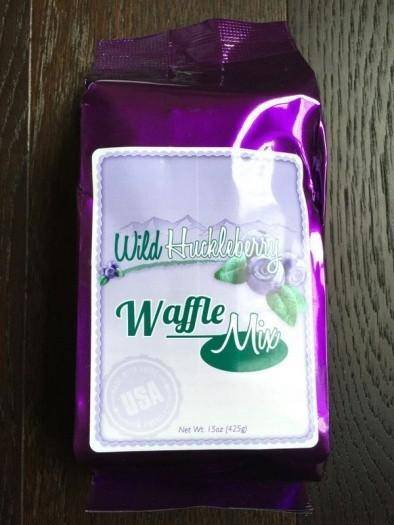 Wild Huckleberry
Waffle
Mix
USA
Net Wt. 15oz (425g)